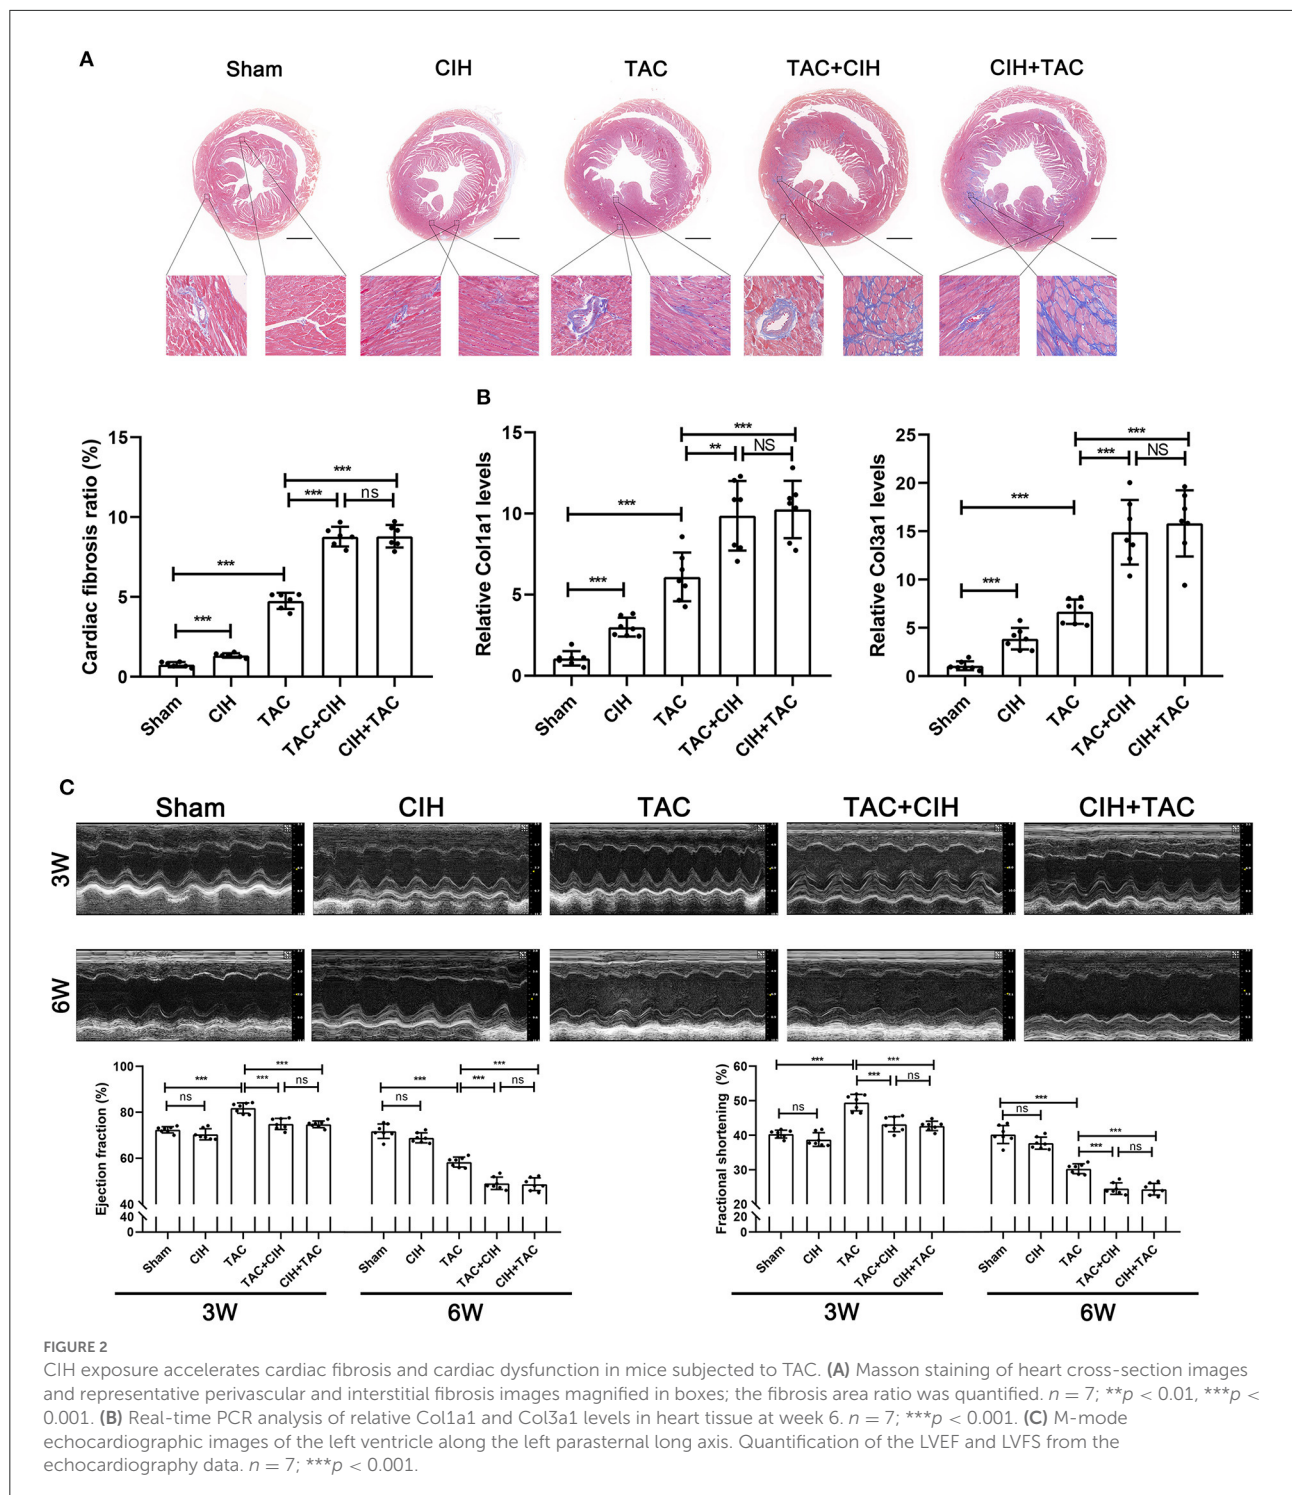 A
Sham CIH TAC TAC+CIH CIH+TAC
Cardiac fibrosis ratio (%)
15
10
5
0
***
***
***
***
ns
Sham CIH TAC TAC+CIH CIH+TAC
B
Relative Col1a1 levels
15
10
5
0
***
***
**
***
NS
Sham CIH TAC TAC+CIH CIH+TAC
Relative Col3a1 levels
25
20
15
10
5
0
***
***
***
***
NS
Sham CIH TAC TAC+CIH CIH+TAC
C
Sham CIH TAC TAC+CIH CIH+TAC
3W
6W
Ejection fraction (%)
100
80
60
40
40
0
ns
***
***
***
ns
ns
***
***
***
ns
Sham CIH TAC TAC+CIH CIH+TAC Sham CIH TAC TAC+CIH CIH+TAC
3W 6W
Fractional shortening (%)
60
50
40
30
20
20
0
ns
***
***
***
ns
ns
***
***
***
ns
Sham CIH TAC TAC+CIH CIH+TAC Sham CIH TAC TAC+CIH CIH+TAC
3W 6W
FIGURE 2
CIH exposure accelerates cardiac fibrosis and cardiac dysfunction in mice subjected to TAC. (A) Masson staining of heart cross-section images
and representative perivascular and interstitial fibrosis images magnified in boxes; the fibrosis area ratio was quantified. n = 7; **p < 0.01, ***p <
0.001. (B) Real-time PCR analysis of relative Col1a1 and Col3a1 levels in heart tissue at week 6. n = 7; ***p < 0.001. (C) M-mode
echocardiographic images of the left ventricle along the left parasternal long axis. Quantification of the LVEF and LVFS from the
echocardiography data. n = 7; ***p < 0.001.